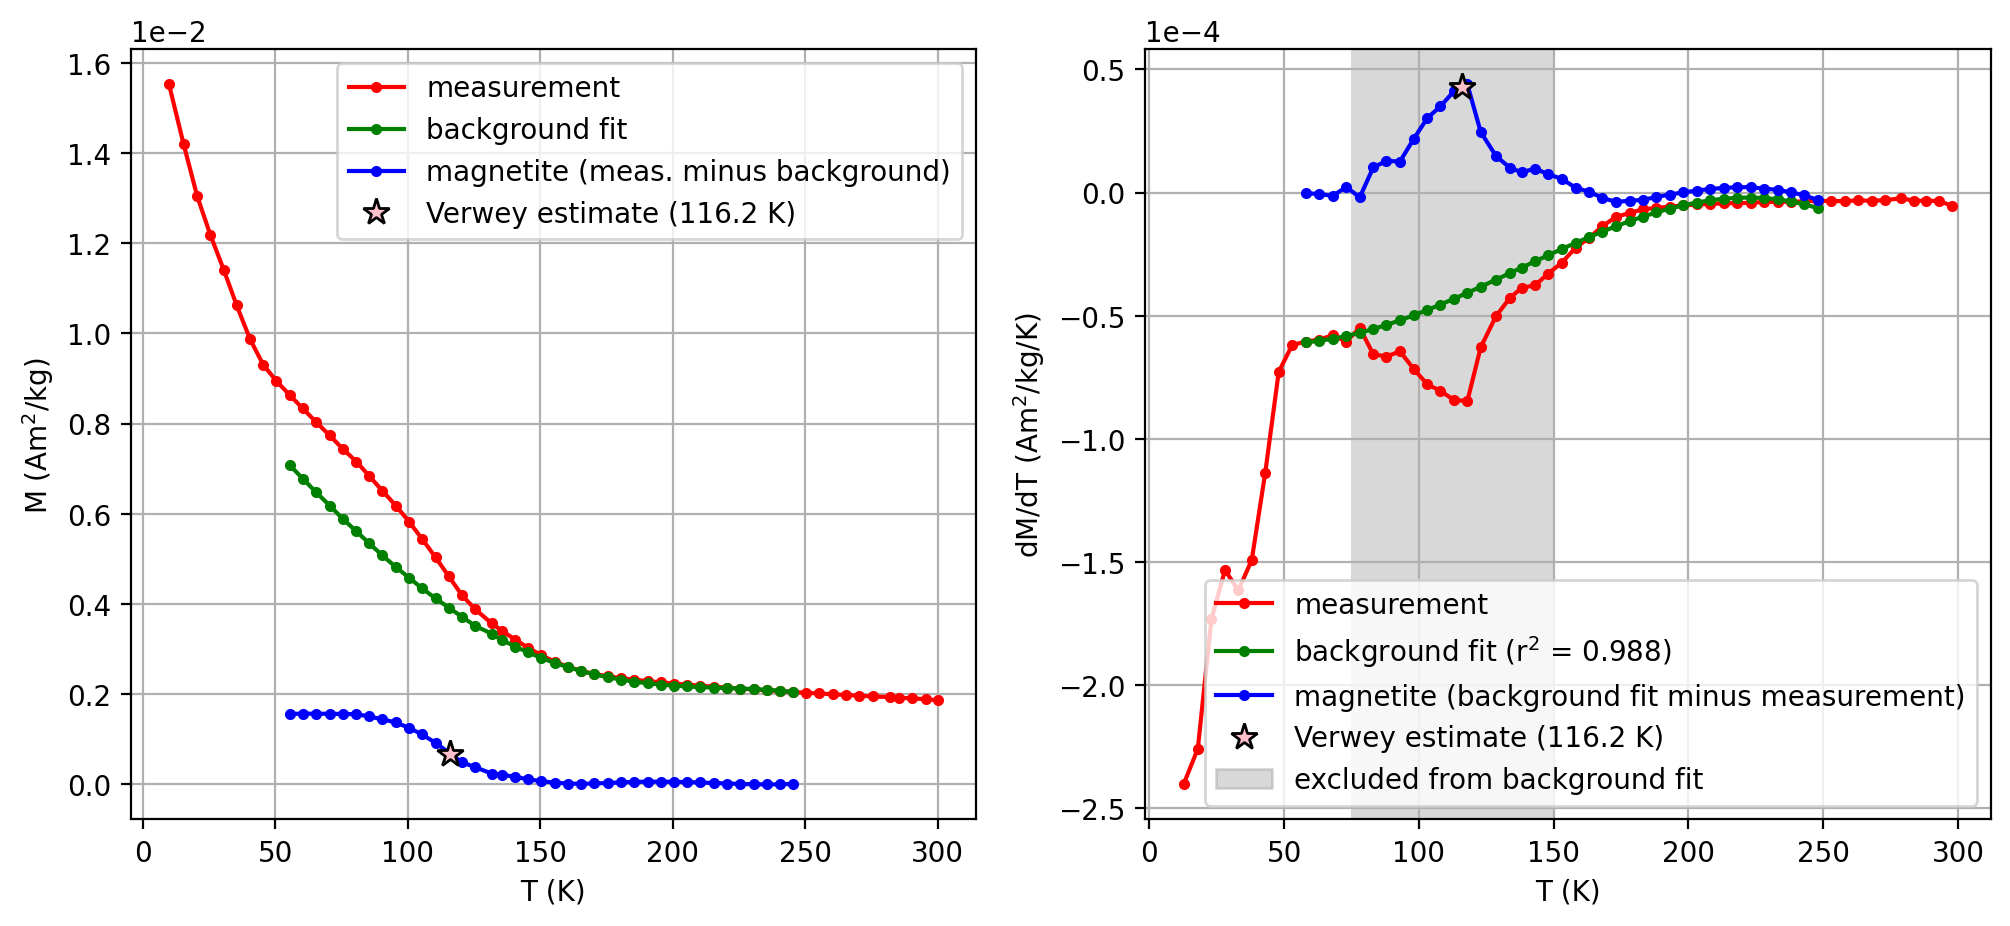 1e−2
1.6
1.4
1.2
1.0
0.8
0.6
0.4
0.2
0.0
M (Am²/kg)
measurement
background fit
magnetite (meas. minus background)
Verwey estimate (116.2 K)
0 50 100 150 200 250 300
T (K)
1e−4
0.5
0.0
−0.5
−1.0
−1.5
−2.0
−2.5
dM/dT (Am²/kg/K)
measurement
background fit (r² = 0.988)
magnetite (background fit minus measurement)
Verwey estimate (116.2 K)
excluded from background fit
0 50 100 150 200 250 300
T (K)